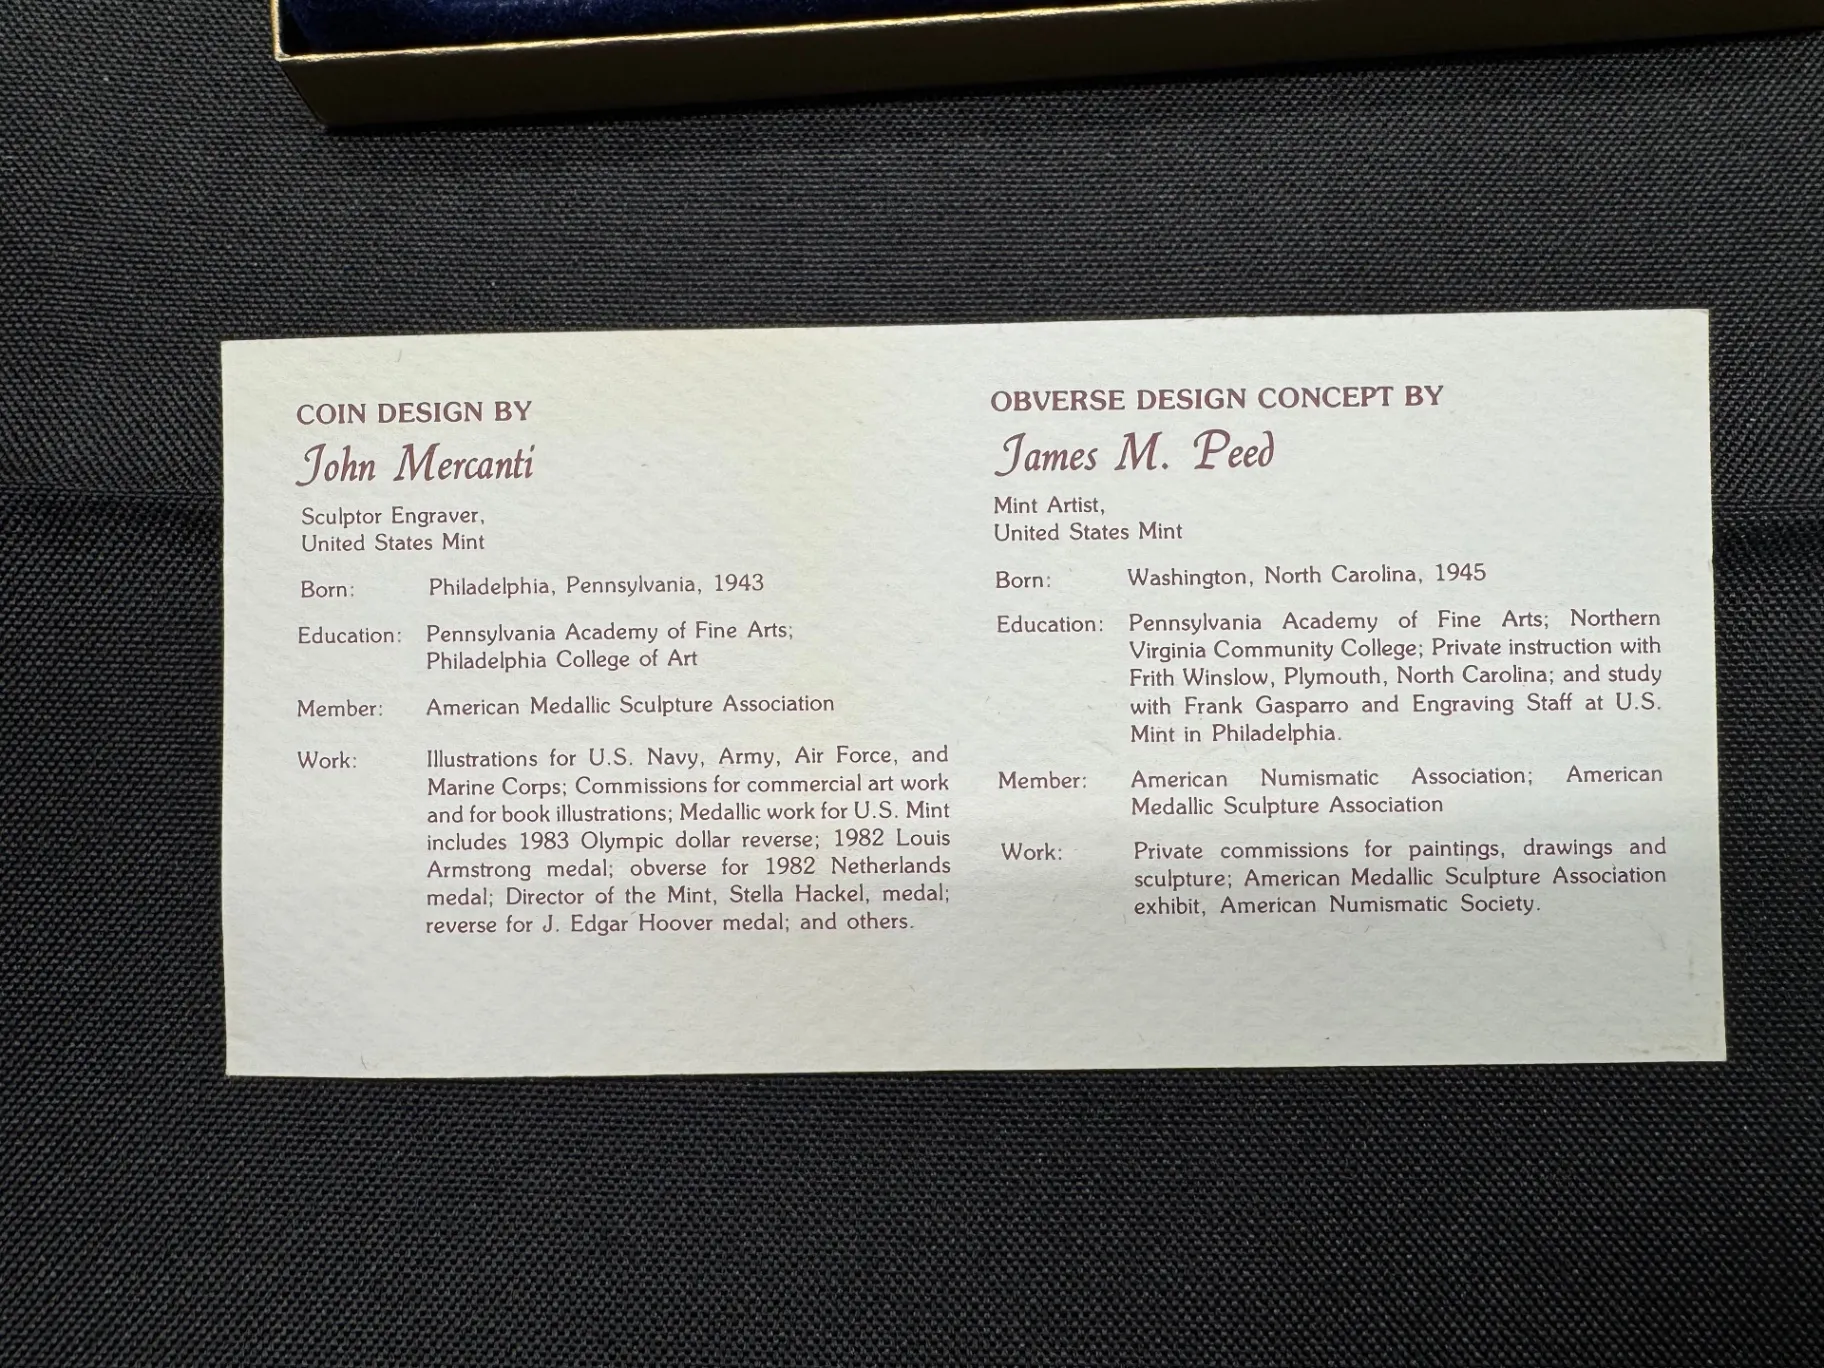 COIN DESIGN BY
John Mercanti
Sculptor Engraver,
United States Mint
Born: Philadelphia, Pennsylvania, 1943
Education: Pennsylvania Academy of Fine Arts;
Philadelphia College of Art
Member: American Medallic Sculpture Association
Work: Illustrations for U.S. Navy, Army, Air Force, and
Marine Corps; Commissions for commercial art work
and for book illustrations; Medallic work for U.S. Mint
includes 1983 Olympic dollar reverse; 1982 Louis
Armstrong medal; obverse for 1982 Netherlands
medal; Director of the Mint, Stella Hackel, medal;
reverse for J. Edgar Hoover medal; and others.
OBVERSE DESIGN CONCEPT BY
James M. Peed
Mint Artist,
United States Mint
Born: Washington, North Carolina, 1945
Education: Pennsylvania Academy of Fine Arts; Northern
Virginia Community College; Private instruction with
Frith Winslow, Plymouth, North Carolina; and study
with Frank Gasparro and Engraving Staff at U.S.
Mint in Philadelphia.
Member: American Numismatic Association; American
Medallic Sculpture Association
Work: Private commissions for paintings, drawings and
sculpture; American Medallic Sculpture Association
exhibit, American Numismatic Society.